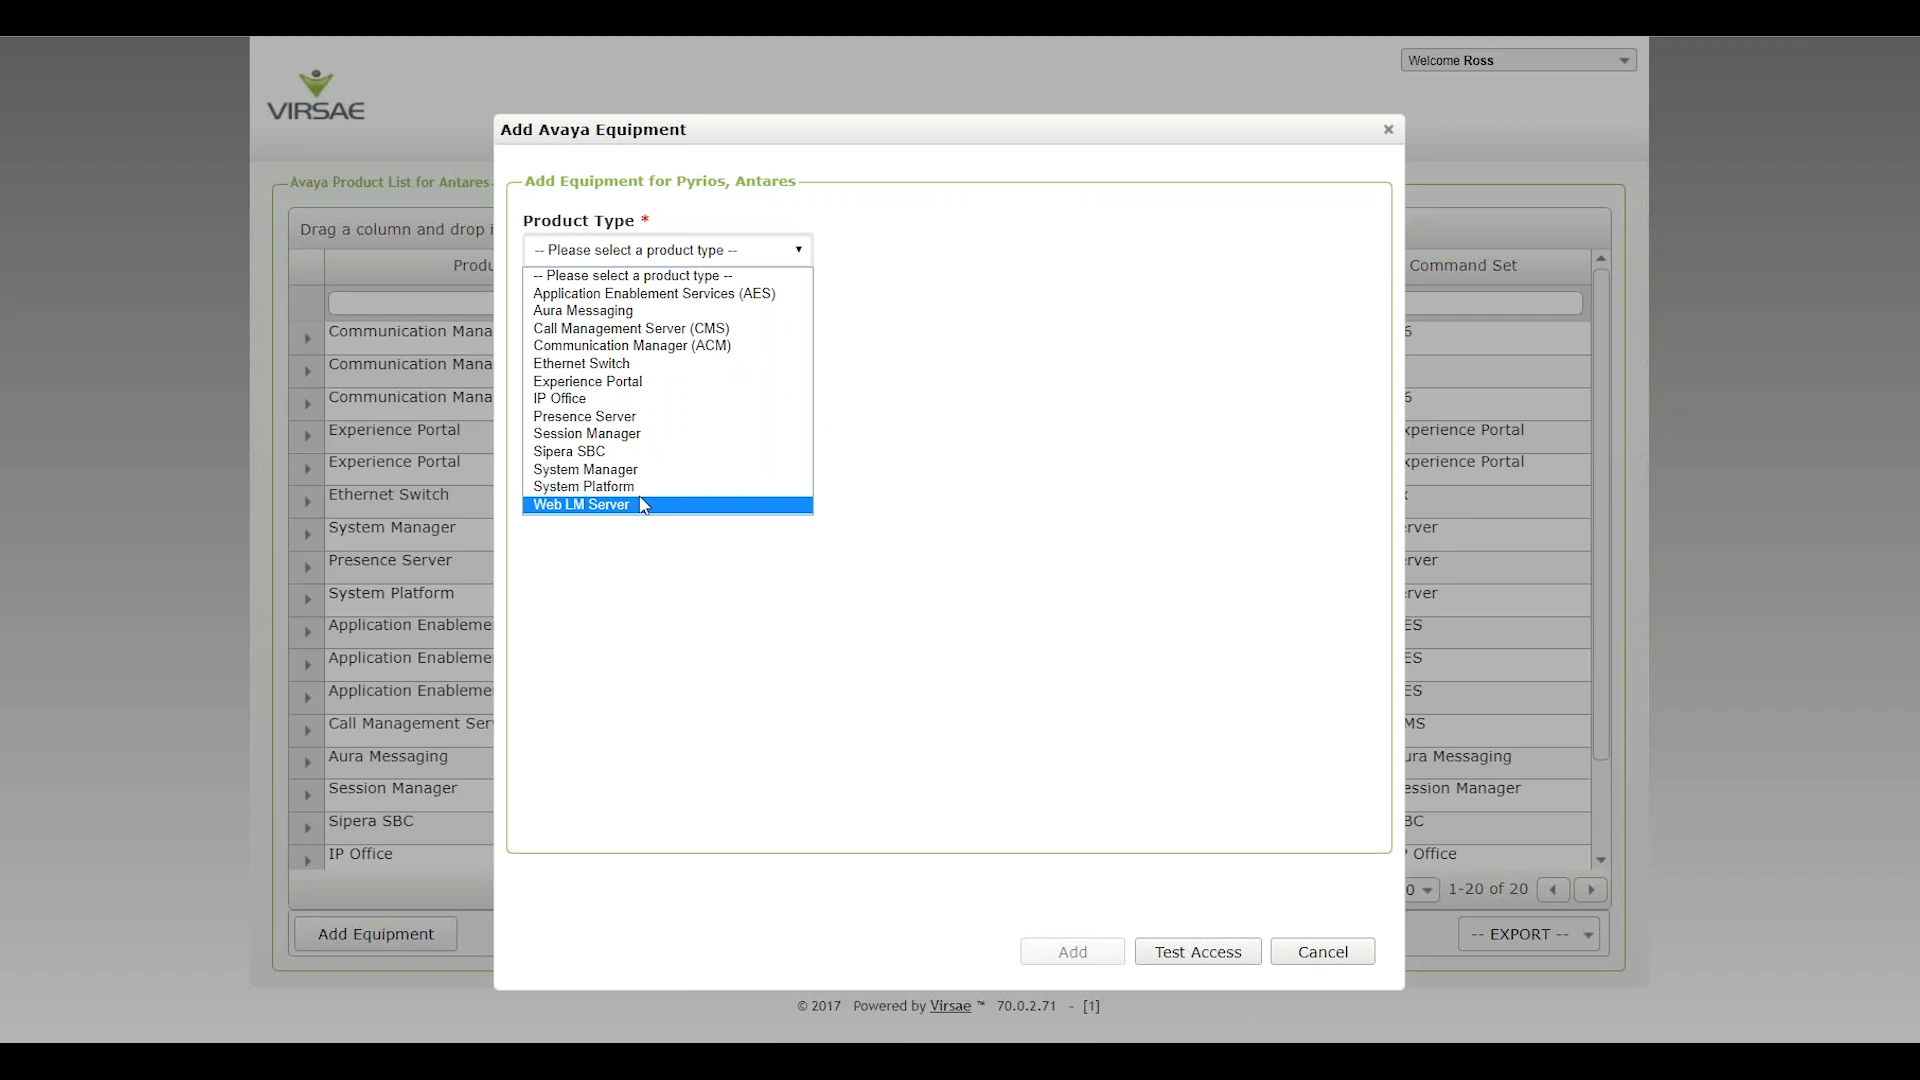 Welcome Ross
VIRSAE
Add Avaya Equipment
×
Avaya Product List for Antares
Add Equipment for Pyrios, Antares
Product Type *
Drag a column and drop i
-- Please select a product type --
-- Please select a product type --
Application Enablement Services (AES)
Aura Messaging
Call Management Server (CMS)
Communication Manager (ACM)
Ethernet Switch
Experience Portal
IP Office
Presence Server
Session Manager
Sipera SBC
System Manager
System Platform
Web LM Server
Produ
Command Set
Communication Mana
6
Communication Mana
Communication Mana
6
Experience Portal
xperience Portal
Experience Portal
xperience Portal
Ethernet Switch
System Manager
rver
Presence Server
rver
System Platform
rver
Application Enableme
ES
Application Enableme
ES
Application Enableme
ES
Call Management Ser
MS
Aura Messaging
ura Messaging
Session Manager
ession Manager
Sipera SBC
BC
IP Office
P Office
0
1-20 of 20
Add Equipment
-- EXPORT --
Add
Test Access
Cancel
© 2017 Powered by Virsae ™ 70.0.2.71 - [1]